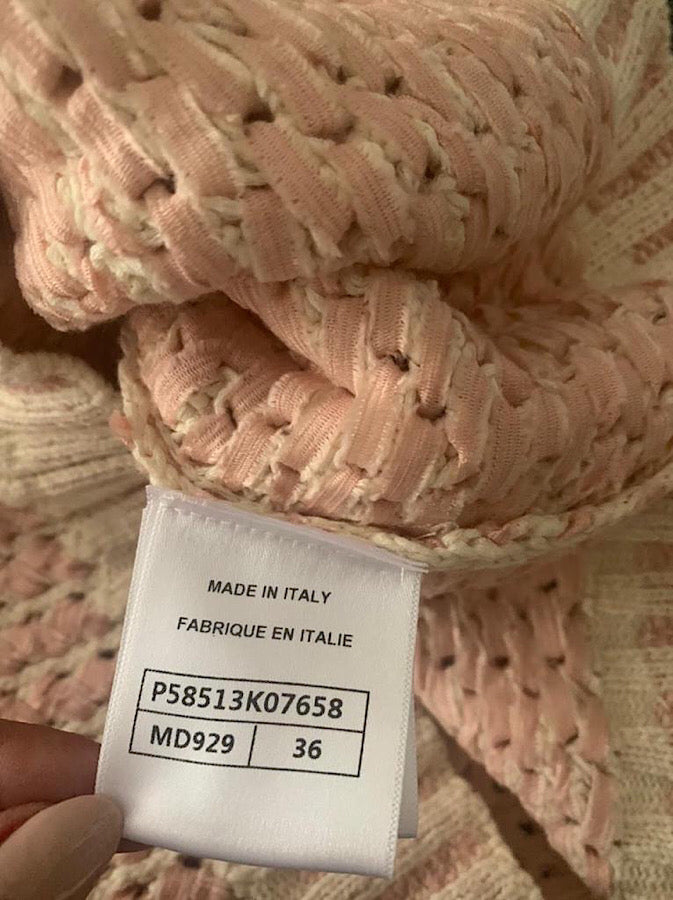 MADE IN ITALY
FABRIQUE EN ITALIE
P58513K07658
MD929 36